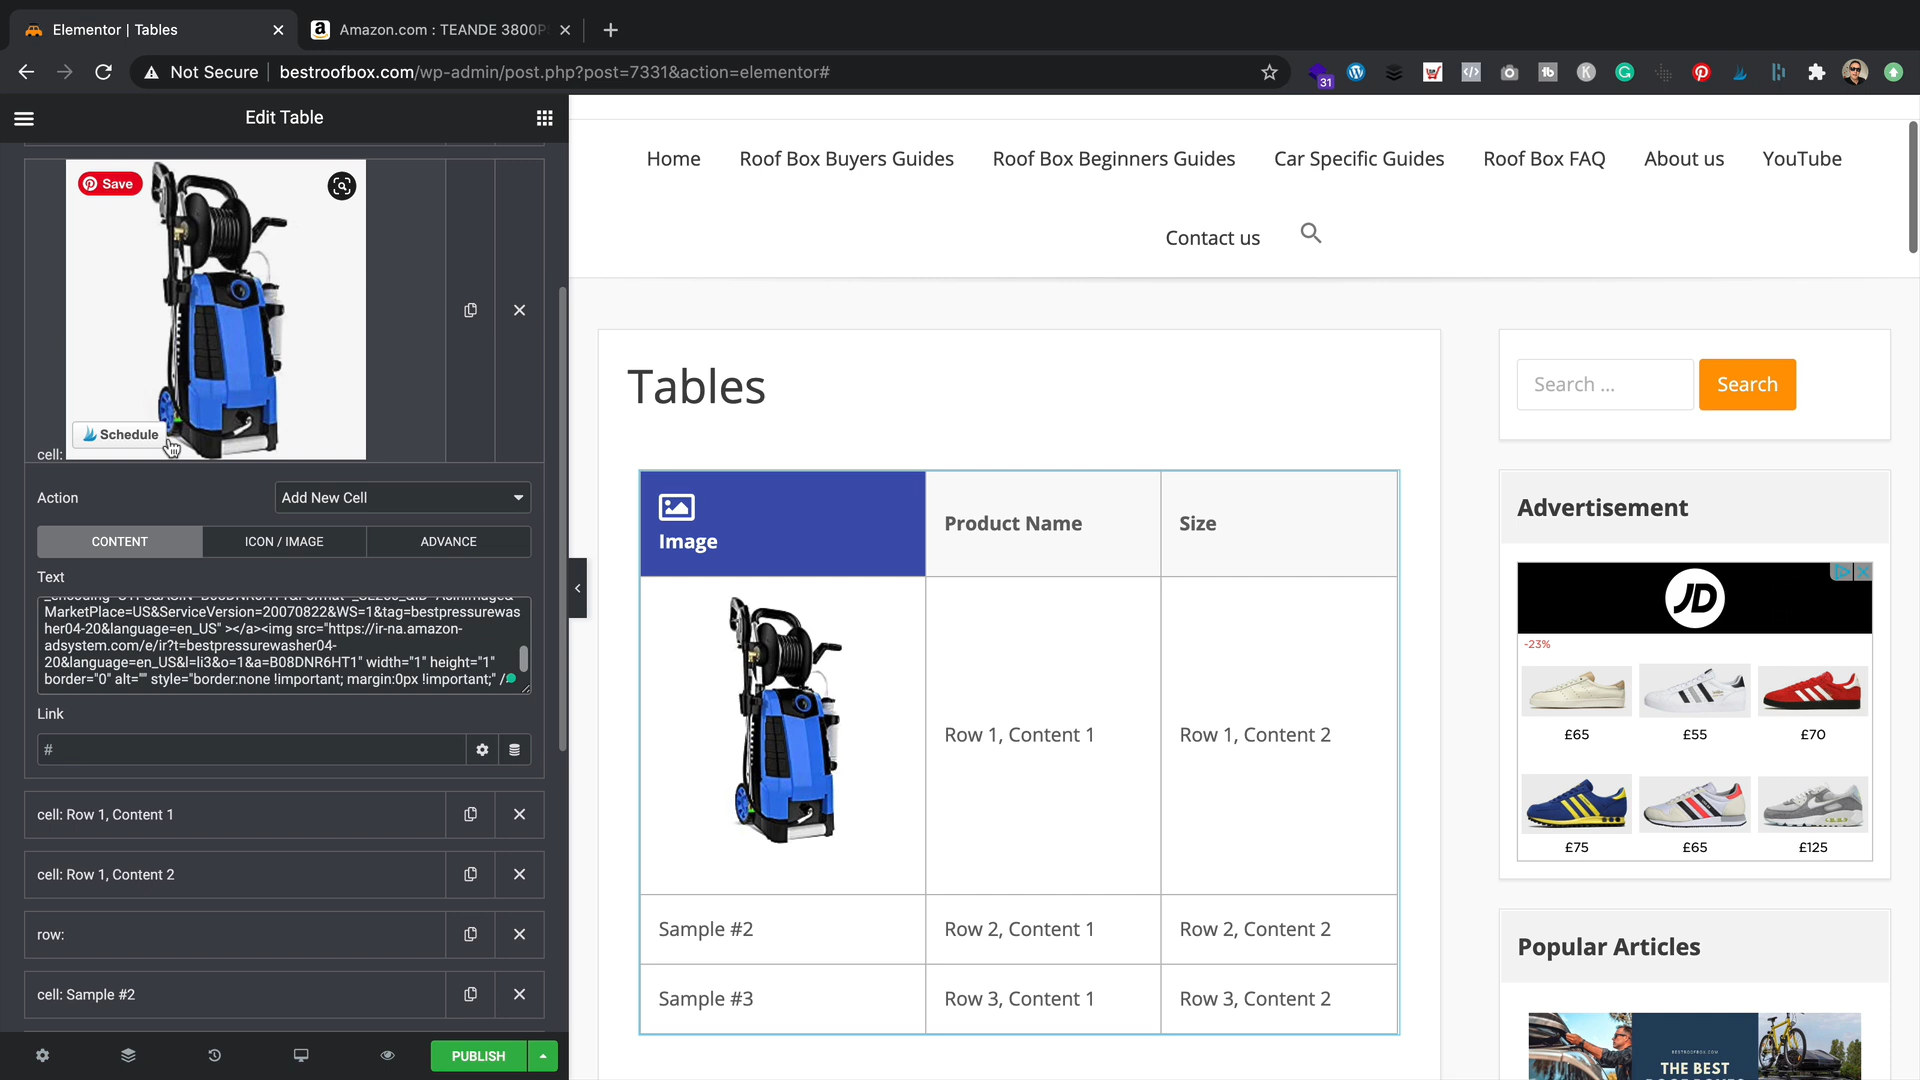 Elementor | Tables
Amazon.com : TEANDE 3800P
Not Secure
bestroofbox.com/wp-admin/post.php?post=7331&action=elementor#
31
Edit Table
Save
Schedule
cell:
Action
Add New Cell
CONTENT
ICON / IMAGE
ADVANCE
Text
MarketPlace=US&ServiceVersion=20070822&WS=1&tag=bestpressurewas
her04-20&language=en_US" ></a><img src="https://ir-na.amazon-
adsystem.com/e/ir?t=bestpressurewasher04-
20&language=en_US&l=li3&o=1&a=B08DNR6HT1" width="1" height="1"
border="0" alt="" style="border:none !important; margin:0px !important;" /
Link
#
cell: Row 1, Content 1
cell: Row 1, Content 2
row:
cell: Sample #2
PUBLISH
Home
Roof Box Buyers Guides
Roof Box Beginners Guides
Car Specific Guides
Roof Box FAQ
About us
YouTube
Contact us
Tables
Image
Product Name
Size
Row 1, Content 1
Row 1, Content 2
Sample #2
Row 2, Content 1
Row 2, Content 2
Sample #3
Row 3, Content 1
Row 3, Content 2
Search ...
Search
Advertisement
JD
-23%
£65
£55
£70
£75
£65
£125
Popular Articles
BESTROOFBOX.COM
THE BEST